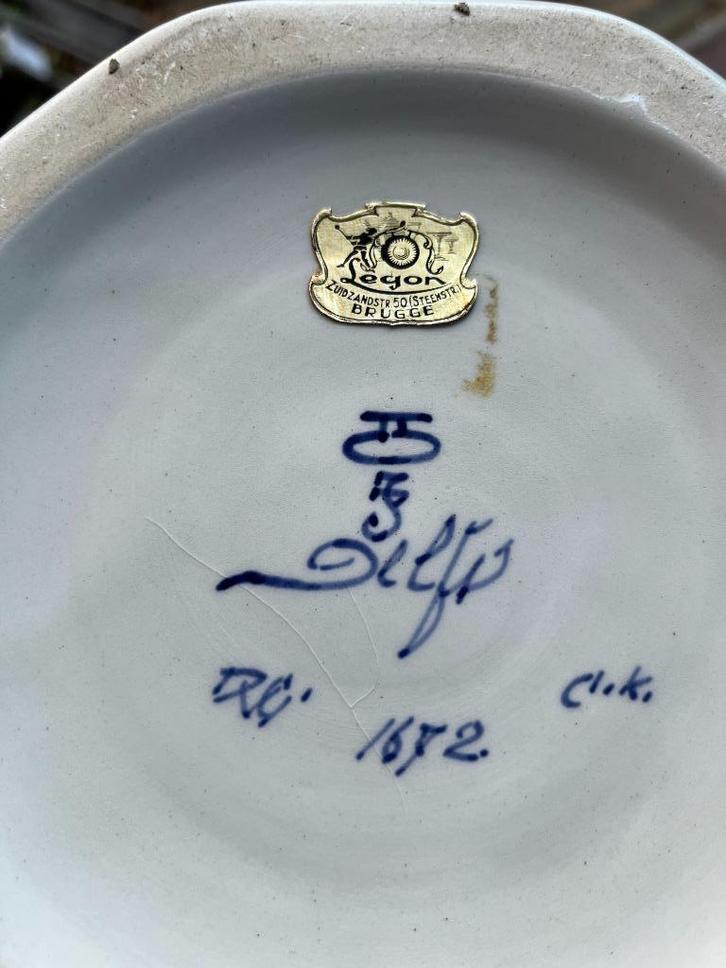 Legon
ZUIDZANDSTR. 50 (STEENSTR.)
BRUGGE
Delft
C.K.
1672.